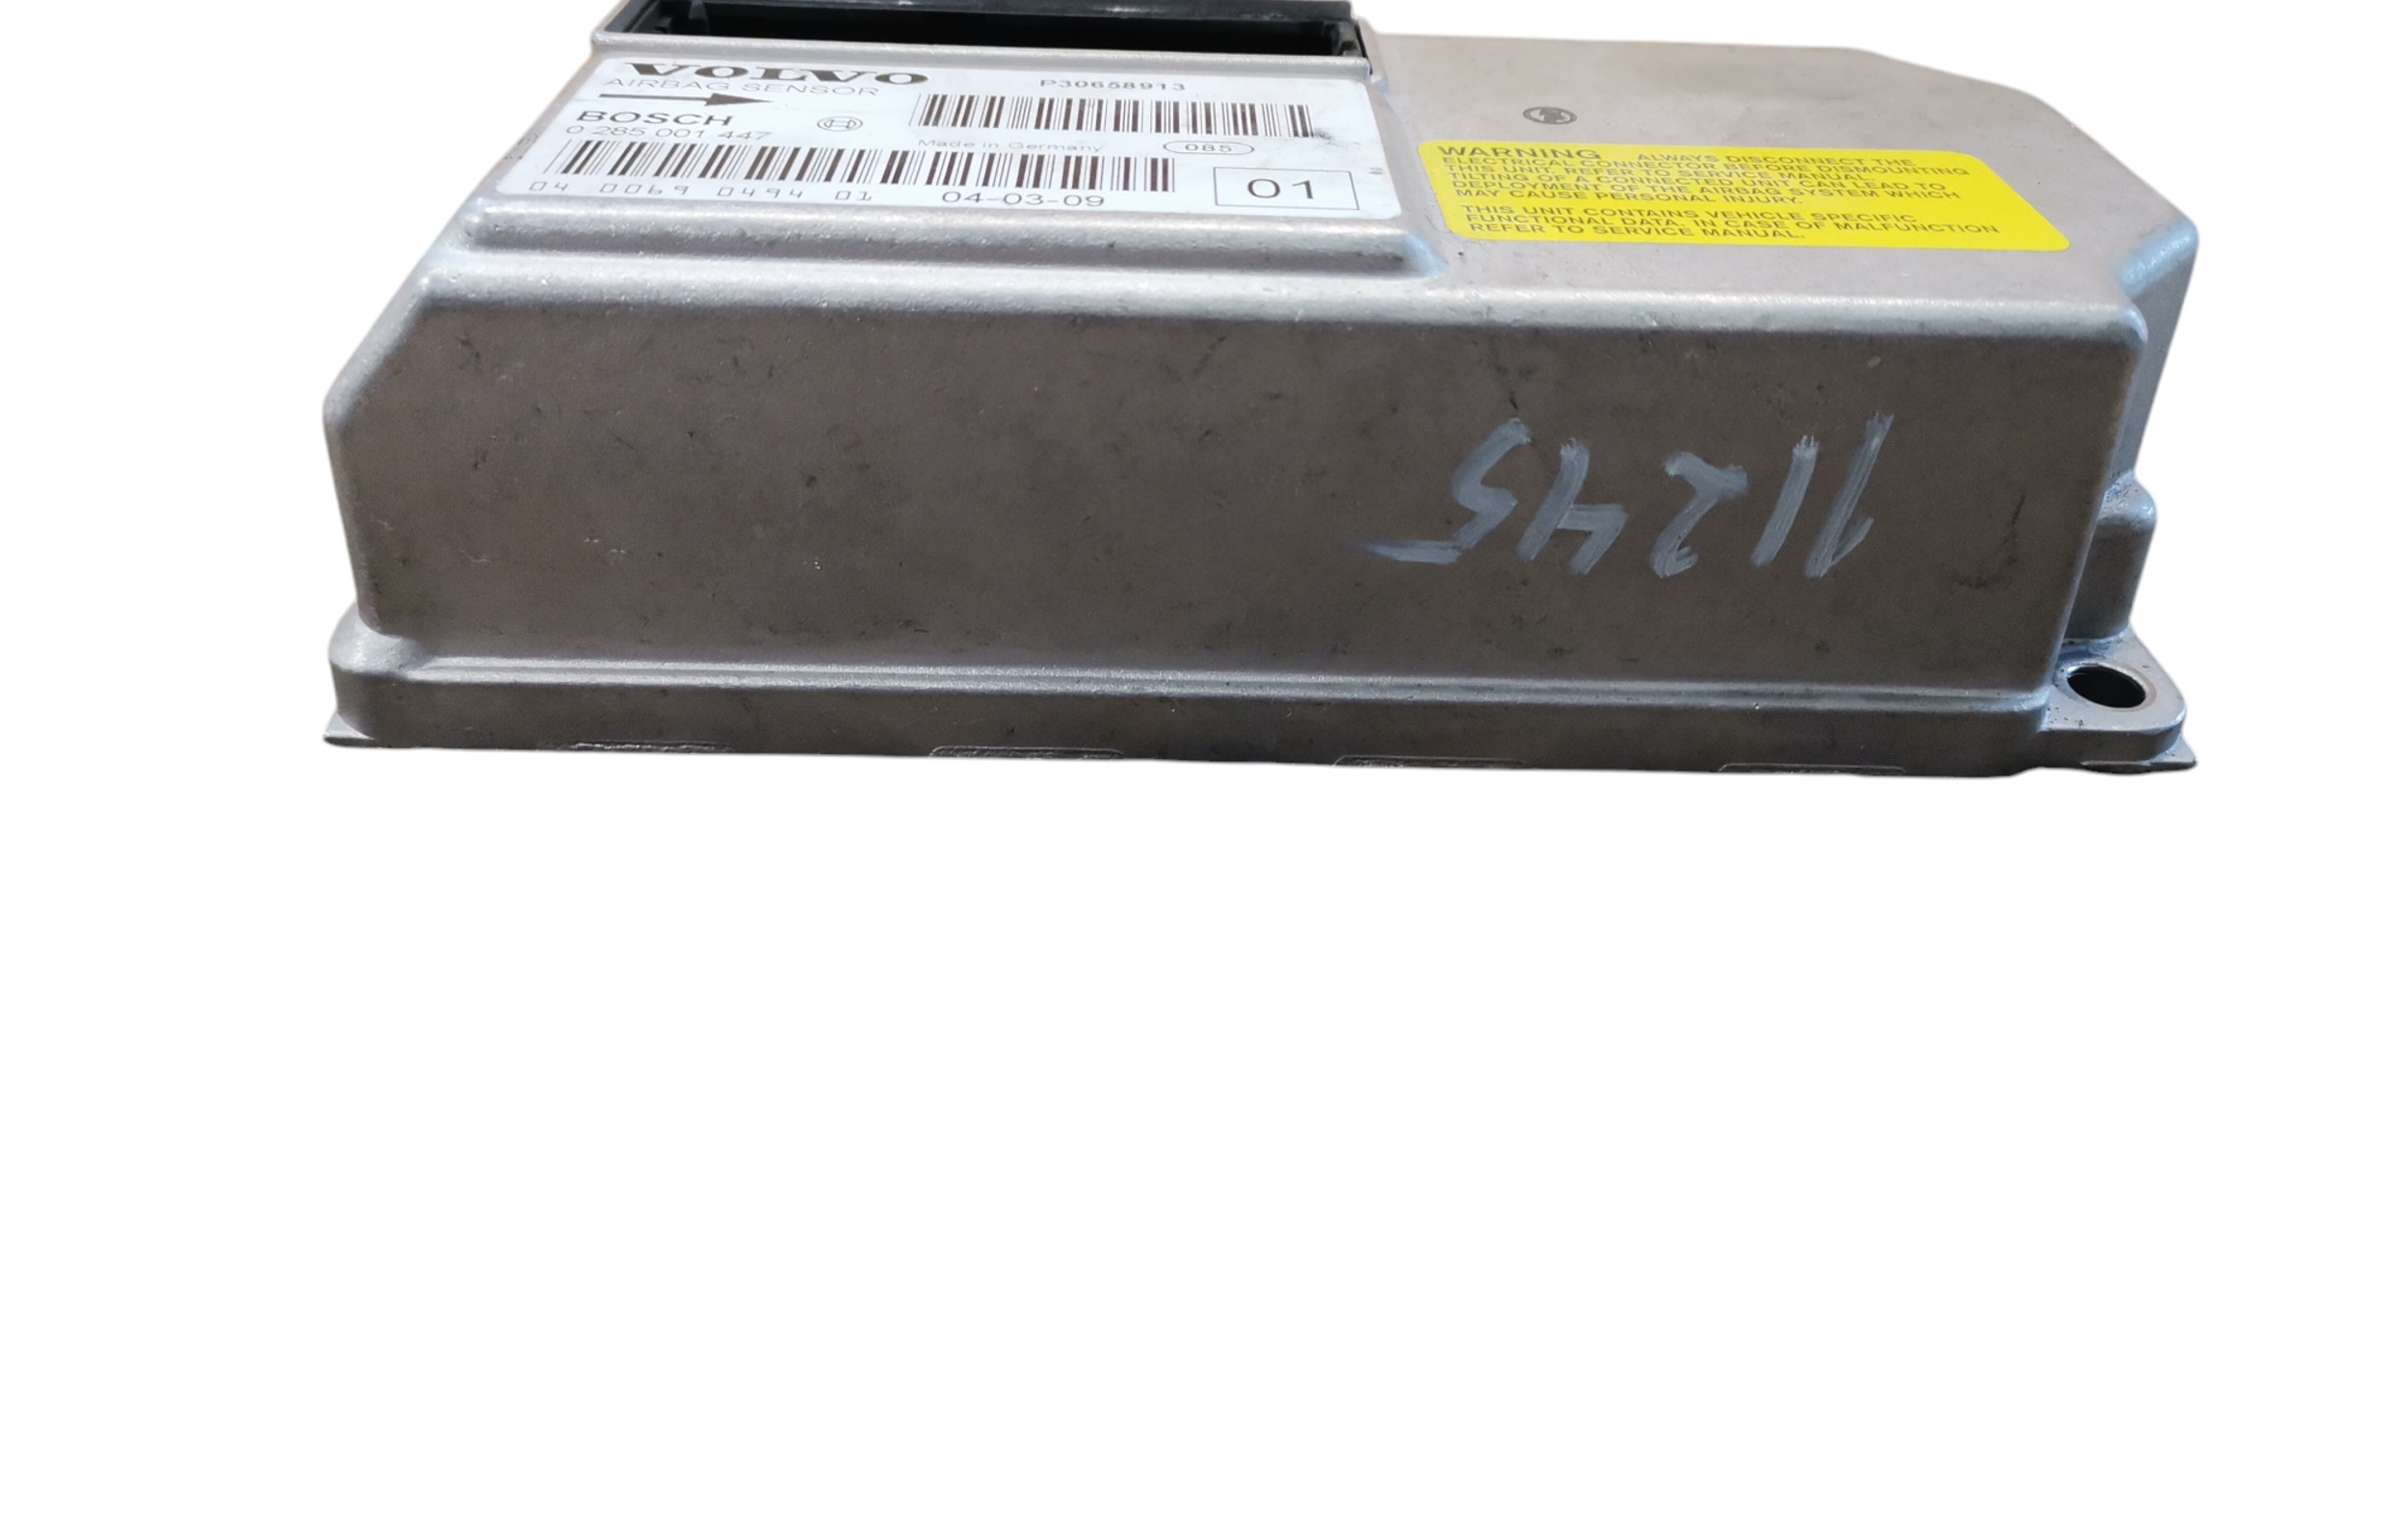 VOLVO
AIRBAG SENSOR
P30658913
BOSCH
0 285 001 447
Made in Germany
085
04 0069 0494 01
04-03-09
01
WARNING ALWAYS DISCONNECT THE
ELECTRICAL CONNECTOR BEFORE DISMOUNTING
THIS UNIT. REFER TO SERVICE MANUAL.
TILTING OF A CONNECTED UNIT CAN LEAD TO
DEPLOYMENT OF THE AIRBAG SYSTEM WHICH
MAY CAUSE PERSONAL INJURY.
THIS UNIT CONTAINS VEHICLE SPECIFIC
FUNCTIONAL DATA. IN CASE OF MALFUNCTION
REFER TO SERVICE MANUAL.
11245